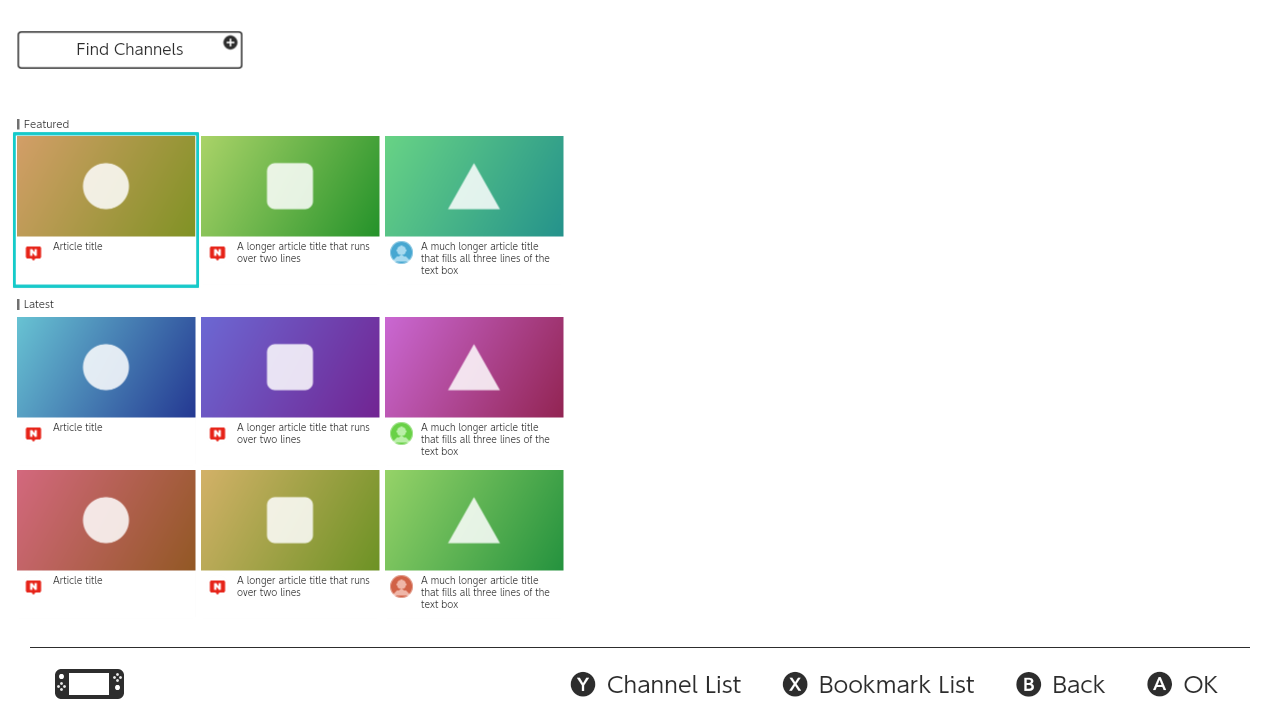 Find Channels
Featured
Article title
A longer article title that runs
over two lines
A much longer article title
that fills all three lines of the
text box
Latest
Article title
A longer article title that runs
over two lines
A much longer article title
that fills all three lines of the
text box
Article title
A longer article title that runs
over two lines
A much longer article title
that fills all three lines of the
text box
Y Channel List X Bookmark List B Back A OK